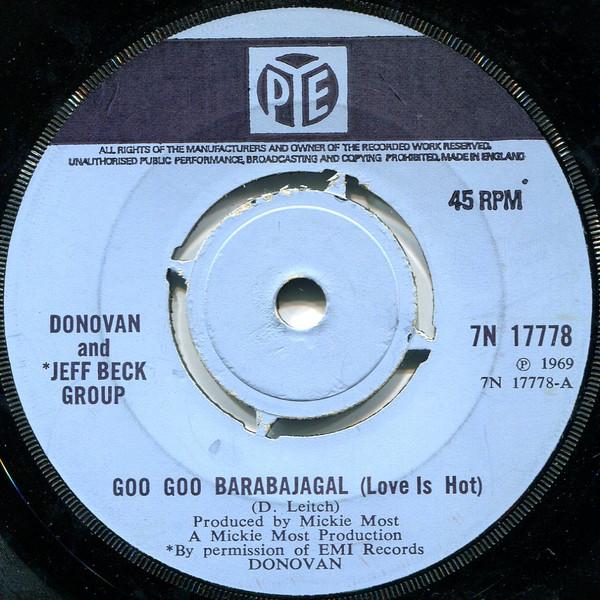 PYE
ALL RIGHTS OF THE MANUFACTURERS AND OWNER OF THE RECORDED WORK RESERVED.
UNAUTHORISED PUBLIC PERFORMANCE, BROADCASTING AND COPYING PROHIBITED. MADE IN ENGLAND
45 RPM
DONOVAN
and
*JEFF BECK
GROUP
7N 17778
Ⓟ 1969
7N 17778-A
GOO GOO BARABAJAGAL (Love Is Hot)
(D. Leitch)
Produced by Mickie Most
A Mickie Most Production
*By permission of EMI Records
DONOVAN